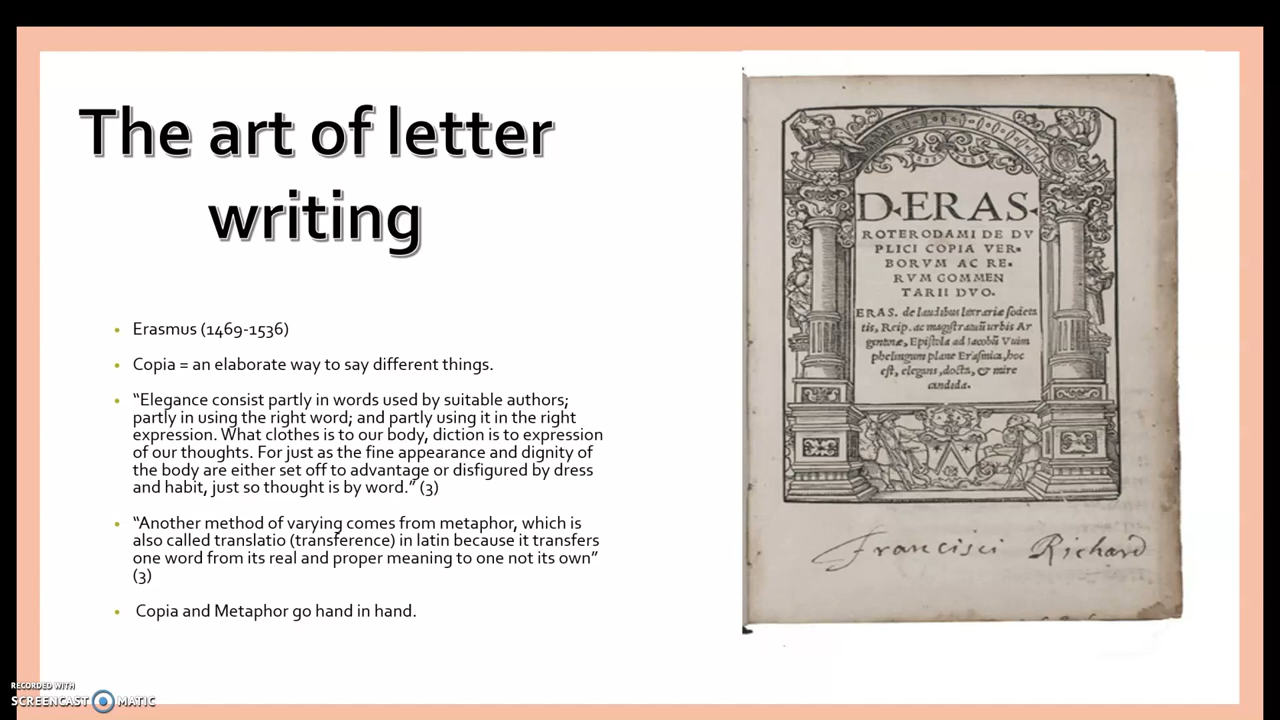 The art of letter
writing
• Erasmus (1469-1536)
• Copia = an elaborate way to say different things.
• “Elegance consist partly in words used by suitable authors;
partly in using the right word; and partly using it in the right
expression. What clothes is to our body, diction is to expression
of our thoughts. For just as the fine appearance and dignity of
the body are either set off to advantage or disfigured by dress
and habit, just so thought is by word.” (3)
• “Another method of varying comes from metaphor, which is
also called translatio (transference) in latin because it transfers
one word from its real and proper meaning to one not its own”
(3)
• Copia and Metaphor go hand in hand.
D·ERAS·
ROTERODAMI DE DV
PLICI COPIA VER-
BORVM AC RE-
RVM COMMEN
TARII DVO.
ERAS. de laudibus literariæ societa
tis, Reip. ac magistratuū urbis Ar
gentinæ, Epistola ad Iacobū Vuim
phelingum plane Erasmica, hoc
est, elegans, docta, & mire
candida.
Francisci Richard
RECORDED WITH
SCREENCAST MATIC